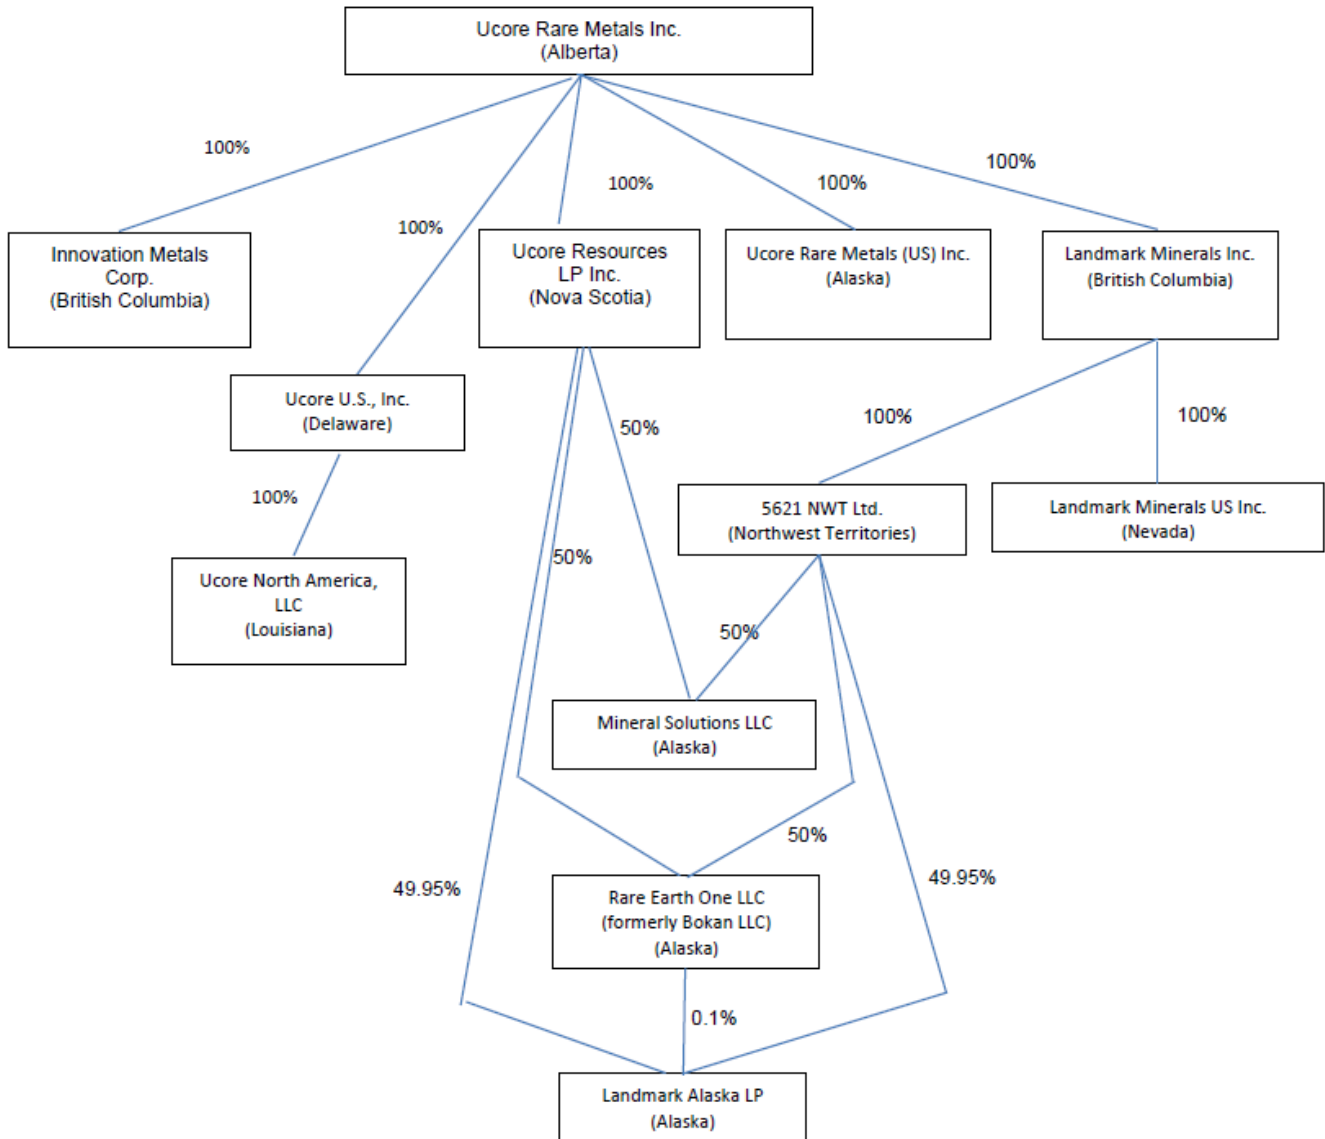 Ucore Rare Metals Inc.
(Alberta)
100%
100%
100%
100%
100%
Innovation Metals
Corp.
(British Columbia)
Ucore Resources
LP Inc.
(Nova Scotia)
Ucore Rare Metals (US) Inc.
(Alaska)
Landmark Minerals Inc.
(British Columbia)
Ucore U.S., Inc.
(Delaware)
50%
100%
100%
100%
5621 NWT Ltd.
(Northwest Territories)
Landmark Minerals US Inc.
(Nevada)
50%
Ucore North America,
LLC
(Louisiana)
50%
Mineral Solutions LLC
(Alaska)
50%
49.95%
49.95%
Rare Earth One LLC
(formerly Bokan LLC)
(Alaska)
0.1%
Landmark Alaska LP
(Alaska)